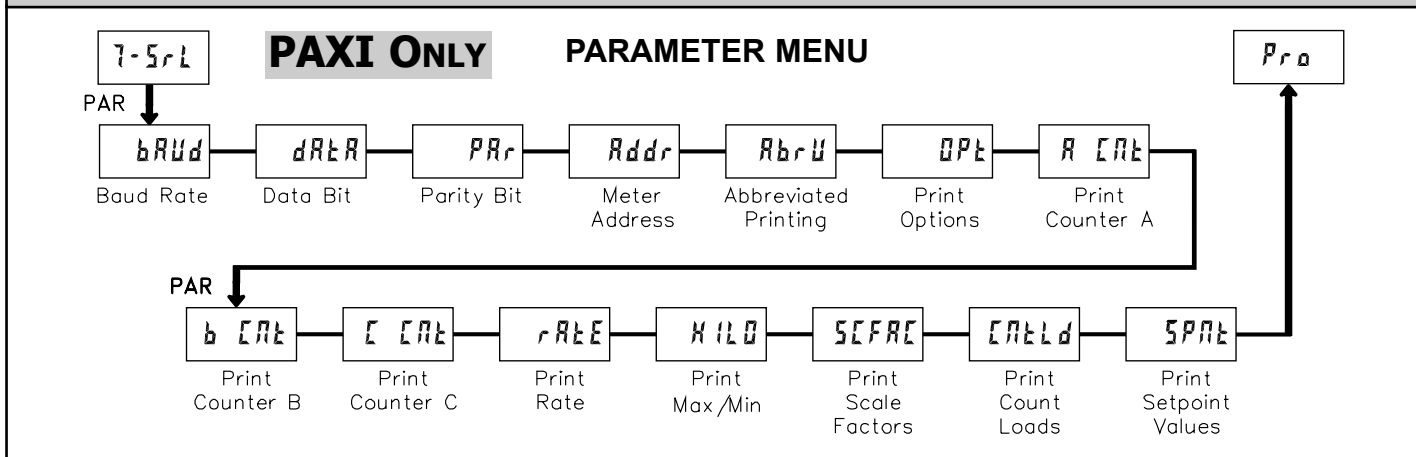 7-SrL
PAXI ONLY
PARAMETER MENU
Pro
PAR
bAUd
dAtA
PAr
Addr
AbrU
OPt
A CNt
Baud Rate
Data Bit
Parity Bit
Meter
Address
Abbreviated
Printing
Print
Options
Print
Counter A
PAR
b CNt
C CNt
rAtE
HILO
SCFAC
CNtLd
SPNt
Print
Counter B
Print
Counter C
Print
Rate
Print
Max/Min
Print
Scale
Factors
Print
Count
Loads
Print
Setpoint
Values